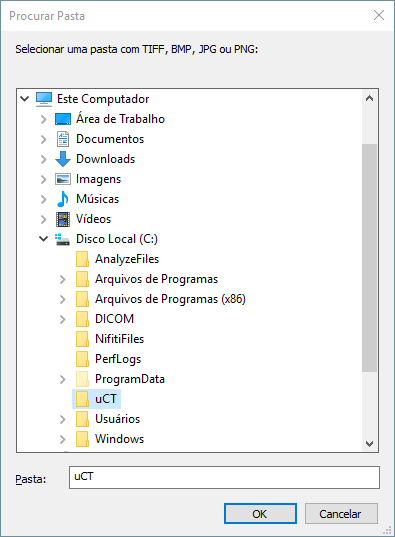 Procurar Pasta
Selecionar uma pasta com TIFF, BMP, JPG ou PNG:
Este Computador
Área de Trabalho
Documentos
Downloads
Imagens
Músicas
Vídeos
Disco Local (C:)
AnalyzeFiles
Arquivos de Programas
Arquivos de Programas (x86)
DICOM
NifitiFiles
PerfLogs
ProgramData
uCT
Usuários
Windows
Pasta: uCT
OK Cancelar